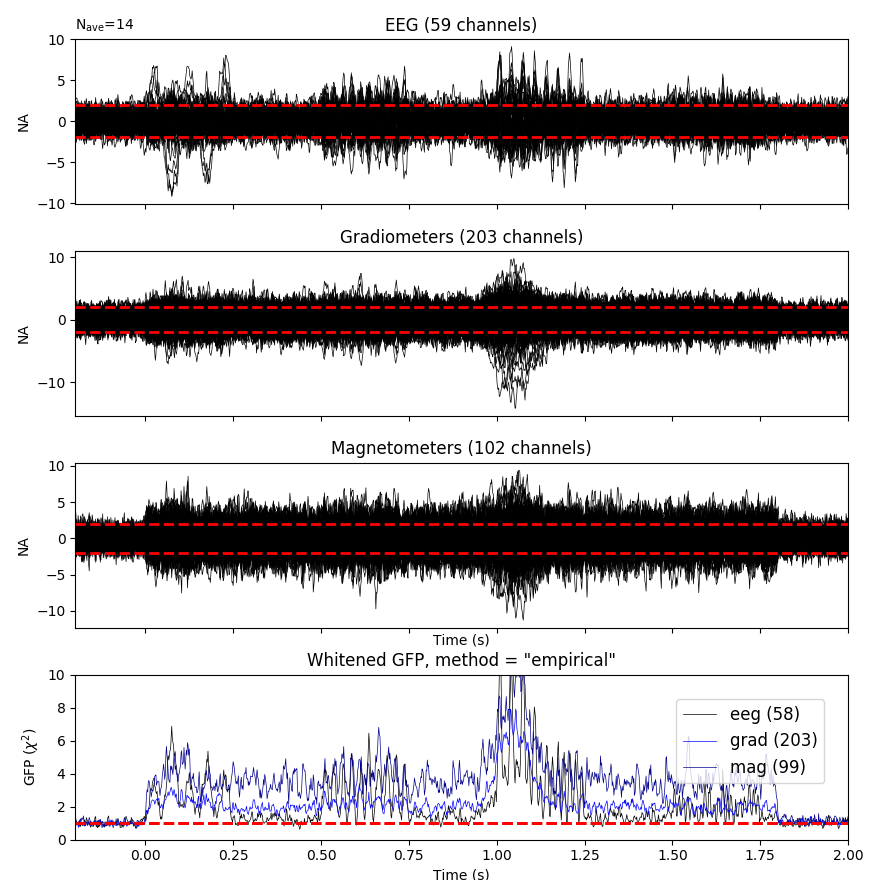 N_ave=14
EEG (59 channels)
10
5
0
−5
−10
NA
Gradiometers (203 channels)
10
0
−10
NA
Magnetometers (102 channels)
10
5
0
−5
−10
NA
Time (s)
Whitened GFP, method = "empirical"
10
8
6
4
2
0
GFP (χ²)
eeg (58)
grad (203)
mag (99)
0.00 0.25 0.50 0.75 1.00 1.25 1.50 1.75 2.00
Time (s)